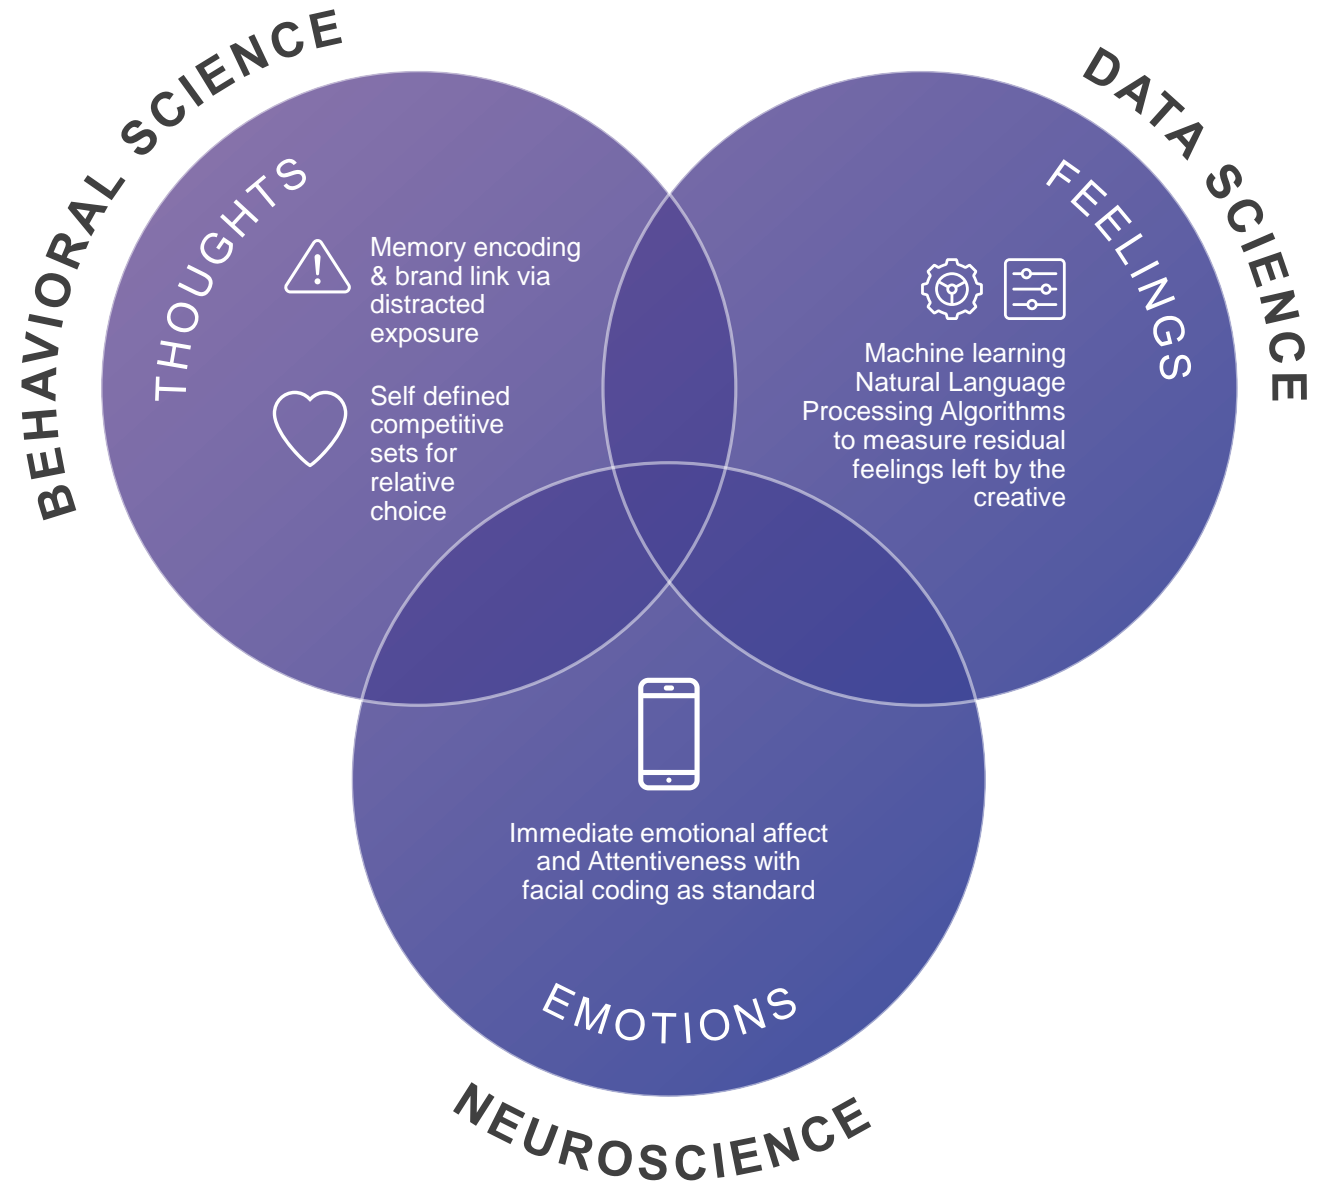 BEHAVIORAL SCIENCE
THOUGHTS
Memory encoding
& brand link via
distracted
exposure
Self defined
competitive
sets for
relative
choice
DATA SCIENCE
FEELINGS
Machine learning
Natural Language
Processing Algorithms
to measure residual
feelings left by the
creative
Immediate emotional affect
and Attentiveness with
facial coding as standard
EMOTIONS
NEUROSCIENCE